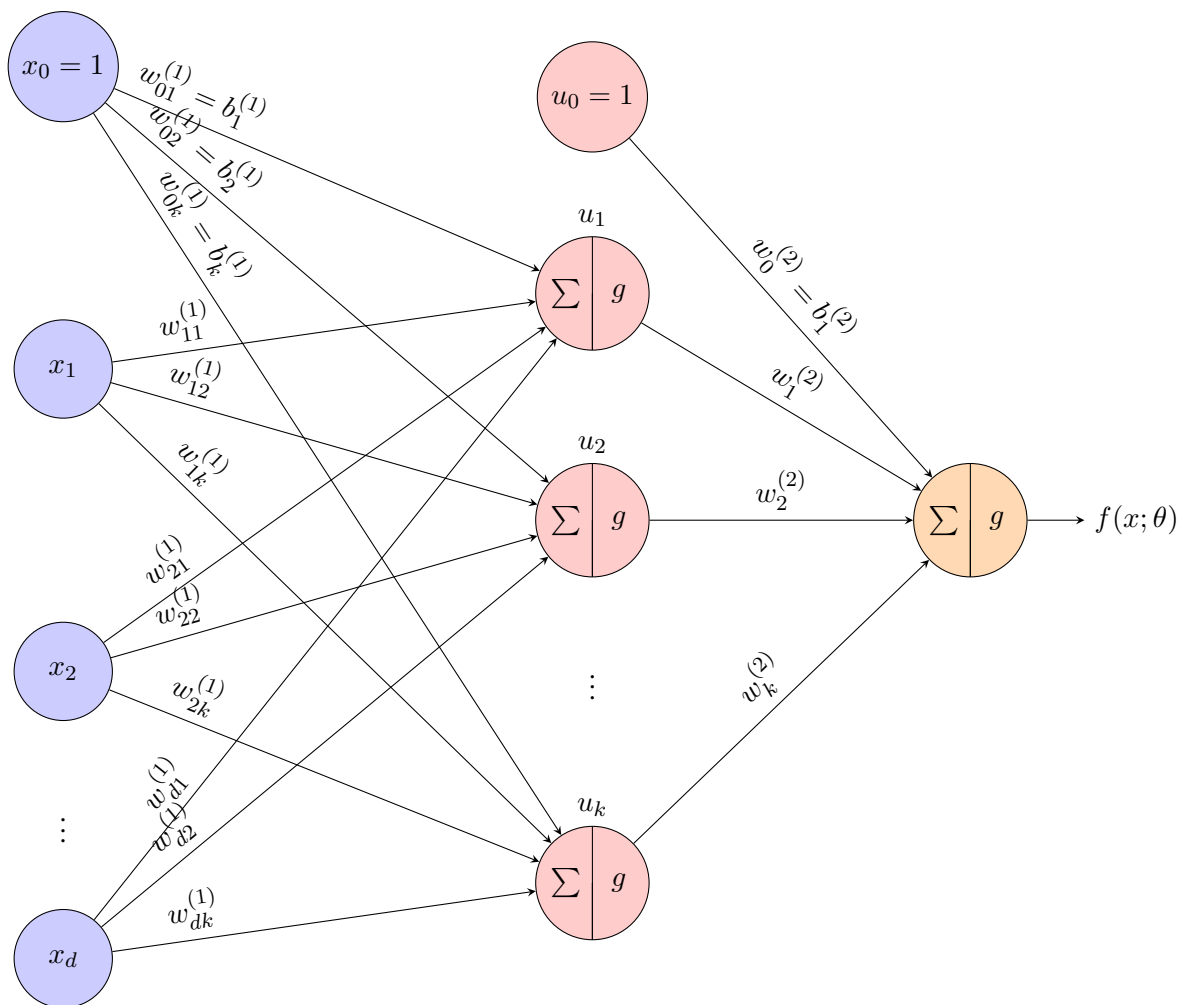 x_0 = 1
u_0 = 1
w_{01}^{(1)} = b_1^{(1)}
w_{02}^{(1)} = b_2^{(1)}
w_{0k}^{(1)} = b_k^{(1)}
u_1
∑ g
w_0^{(2)} = b_1^{(2)}
x_1
w_{11}^{(1)}
w_{12}^{(1)}
w_{1k}^{(1)}
w_1^{(2)}
u_2
∑ g
w_2^{(2)}
∑ g
f(x; θ)
x_2
w_{21}^{(1)}
w_{22}^{(1)}
w_{2k}^{(1)}
⋮
w_k^{(2)}
⋮
w_{d1}^{(1)}
w_{d2}^{(1)}
w_{dk}^{(1)}
u_k
∑ g
x_d